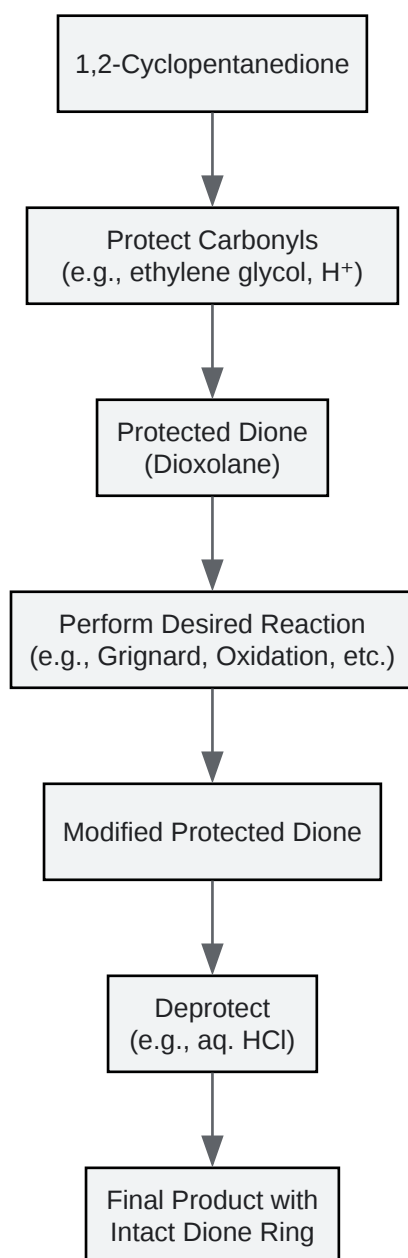 1,2-Cyclopentanedione
Protect Carbonyls
(e.g., ethylene glycol, H⁺)
Protected Dione
(Dioxolane)
Perform Desired Reaction
(e.g., Grignard, Oxidation, etc.)
Modified Protected Dione
Deprotect
(e.g., aq. HCl)
Final Product with
Intact Dione Ring